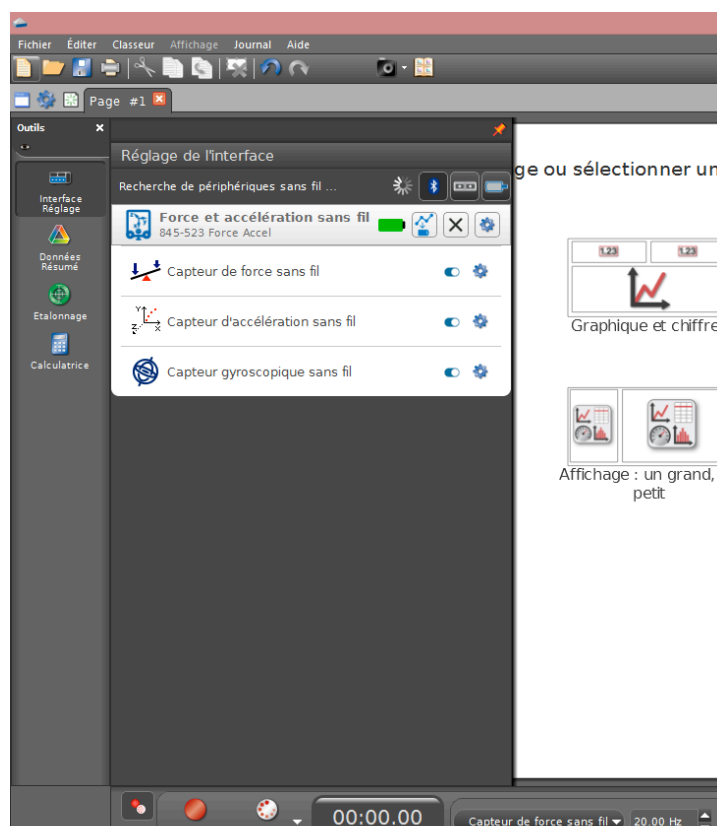 Fichier Éditer Classeur Affichage Journal Aide
Page #1
Outils
Interface
Réglage
Données
Résumé
Etalonnage
Calculatrice
Réglage de l'interface
Recherche de périphériques sans fil ...
Force et accélération sans fil
845-523 Force Accel
Capteur de force sans fil
Y
Z
X
Capteur d'accélération sans fil
Capteur gyroscopique sans fil
ge ou sélectionner un
1.23 1.23
Graphique et chiffre
Affichage : un grand,
petit
00:00.00
Capteur de force sans fil
20.00 Hz